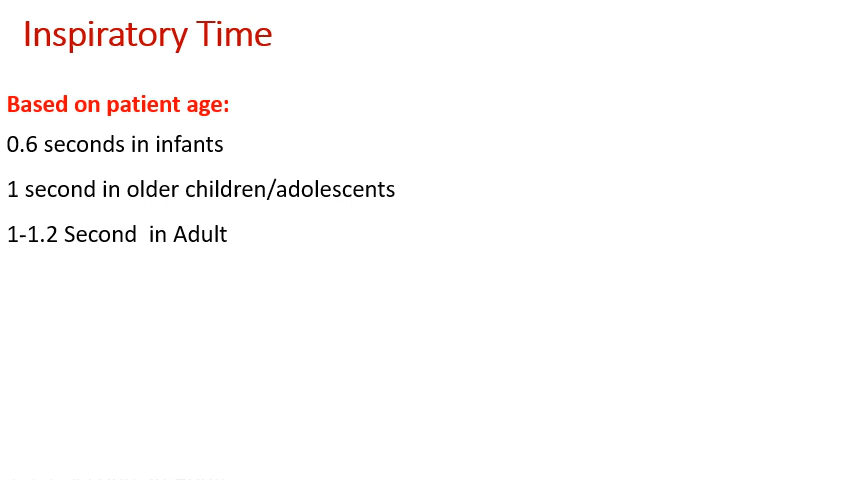 Inspiratory Time
Based on patient age:
0.6 seconds in infants
1 second in older children/adolescents
1-1.2 Second  in Adult